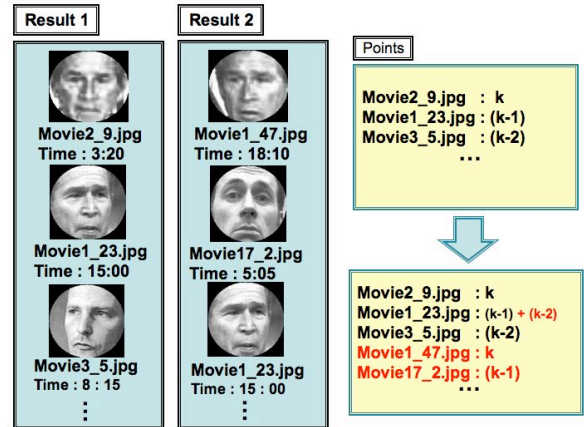 Result 1
Movie2_9.jpg
Time : 3:20
Movie1_23.jpg
Time : 15:00
Movie3_5.jpg
Time : 8 : 15
⋮
Result 2
Movie1_47.jpg
Time : 18:10
Movie17_2.jpg
Time : 5:05
Movie1_23.jpg
Time : 15 : 00
⋮
Points
Movie2_9.jpg : k
Movie1_23.jpg : (k-1)
Movie3_5.jpg : (k-2)
...
Movie2_9.jpg : k
Movie1_23.jpg : (k-1) + (k-2)
Movie3_5.jpg : (k-2)
Movie1_47.jpg : k
Movie17_2.jpg : (k-1)
...